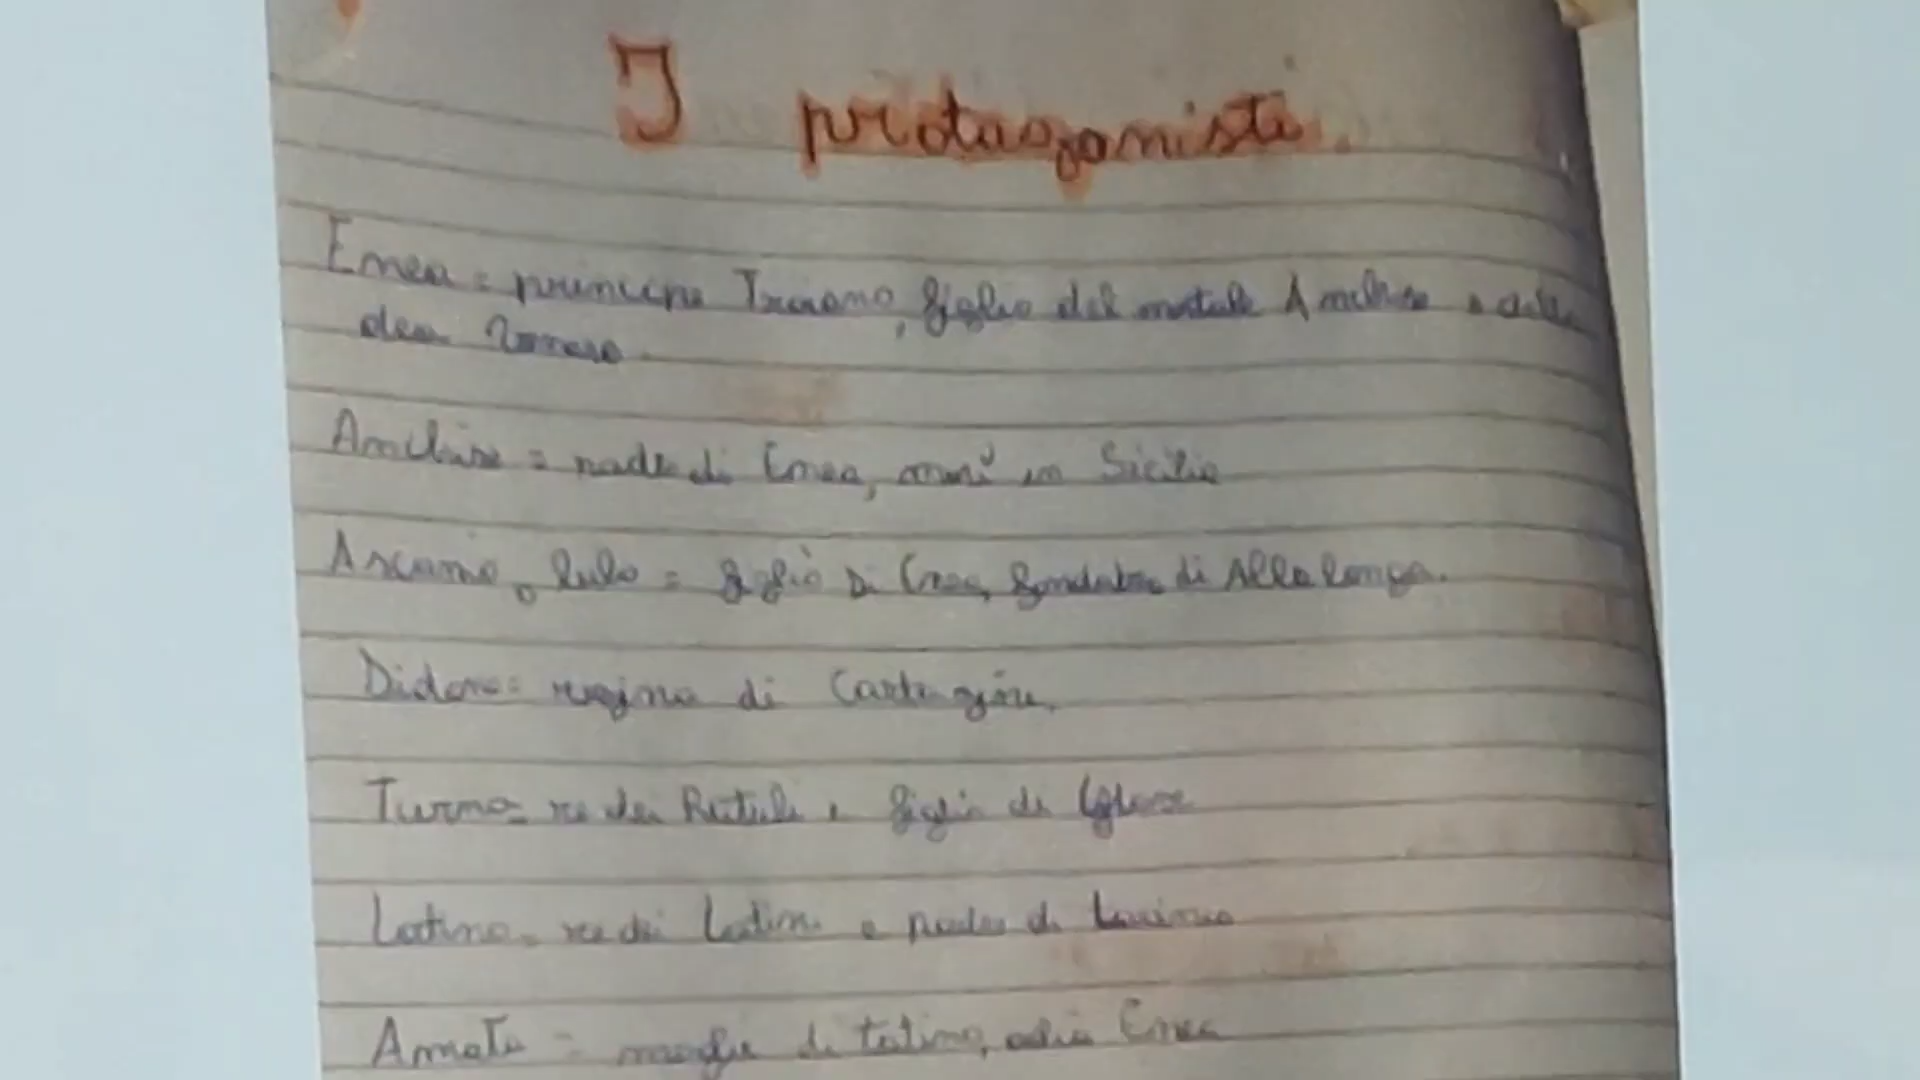 I protagonisti.
Enea = principe Troiano, figlio del mortale Anchise e della
dea Venere
Anchise = padre di Enea, morì in Sicilia
Ascanio o Iulo = figlio di Enea, fondatore di Alba longa.
Didone = regina di Cartagine.
Turno = re dei Rutuli, figlio di
Latino = re dei Latini e padre di Lavinia
Amata = moglie di Latino, odia Enea